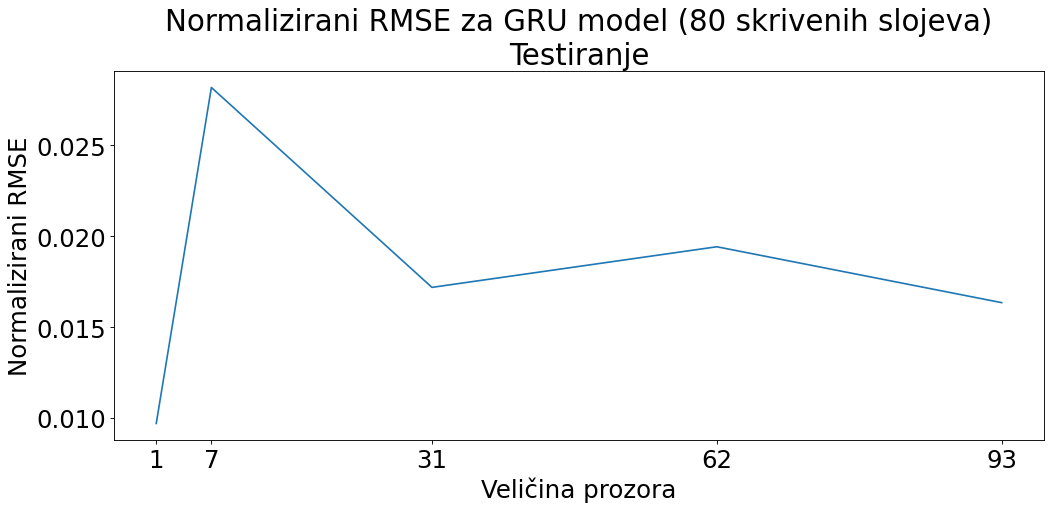 Normalizirani RMSE za GRU model (80 skrivenih slojeva)
Testiranje
Normalizirani RMSE
0.025
0.020
0.015
0.010
1 7 31 62 93
Veličina prozora